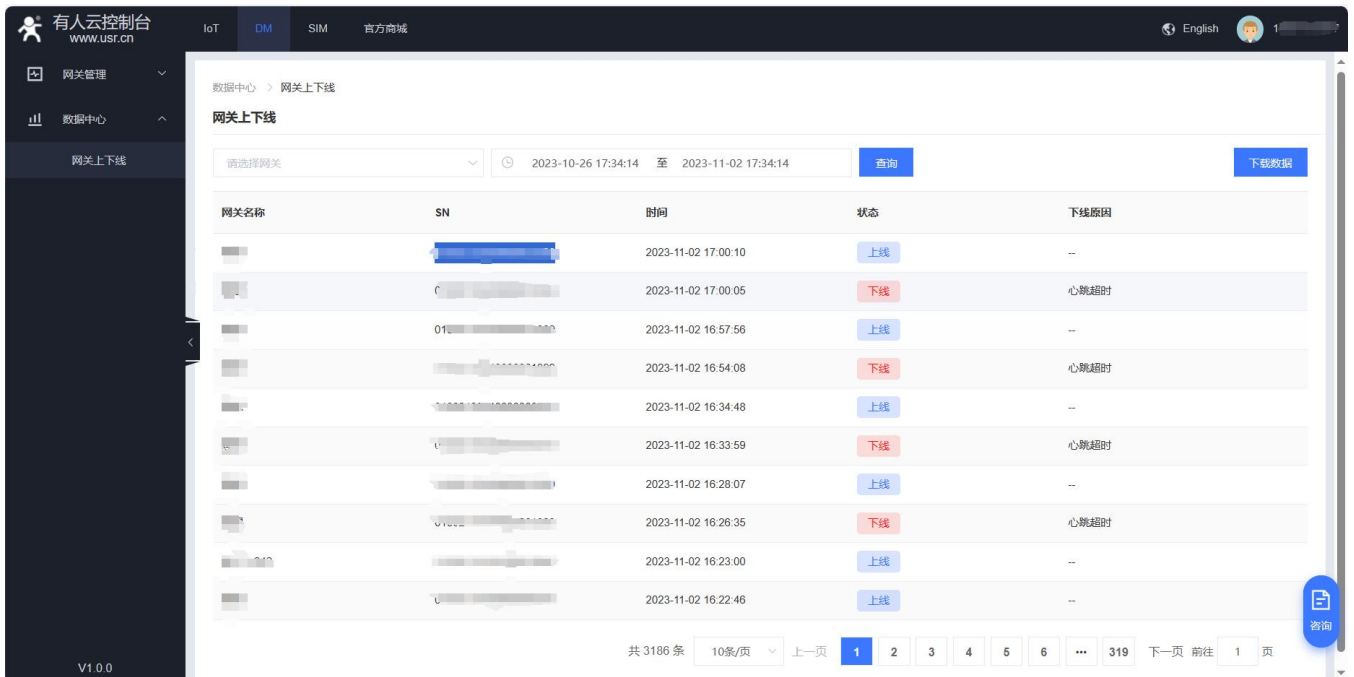 有人云控制台
www.usr.cn
IoT DM SIM 官方商城
English
网关管理
数据中心
网关上下线
V1.0.0
数据中心 > 网关上下线
网关上下线
请选择网关 2023-10-26 17:34:14 至 2023-11-02 17:34:14 查询 下载数据
网关名称 SN 时间 状态 下线原因
2023-11-02 17:00:10 上线 --
2023-11-02 17:00:05 下线 心跳超时
2023-11-02 16:57:56 上线 --
2023-11-02 16:54:08 下线 心跳超时
2023-11-02 16:34:48 上线 --
2023-11-02 16:33:59 下线 心跳超时
2023-11-02 16:28:07 上线 --
2023-11-02 16:26:35 下线 心跳超时
2023-11-02 16:23:00 上线 --
2023-11-02 16:22:46 上线 --
咨询
共 3186 条 10条/页 上一页 1 2 3 4 5 6 ••• 319 下一页 前往 1 页